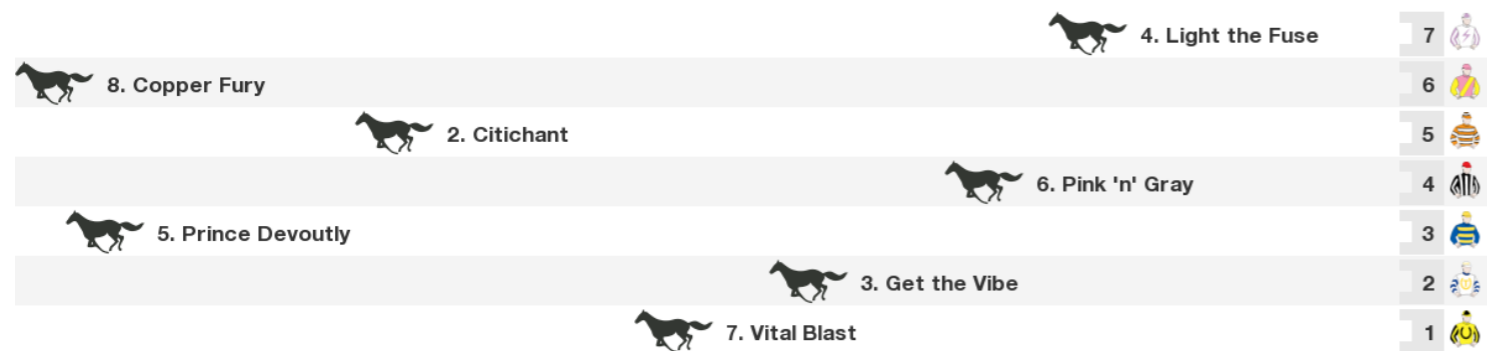 4. Light the Fuse 7
8. Copper Fury 6
2. Citichant 5
6. Pink 'n' Gray 4
5. Prince Devoutly 3
3. Get the Vibe 2
7. Vital Blast 1